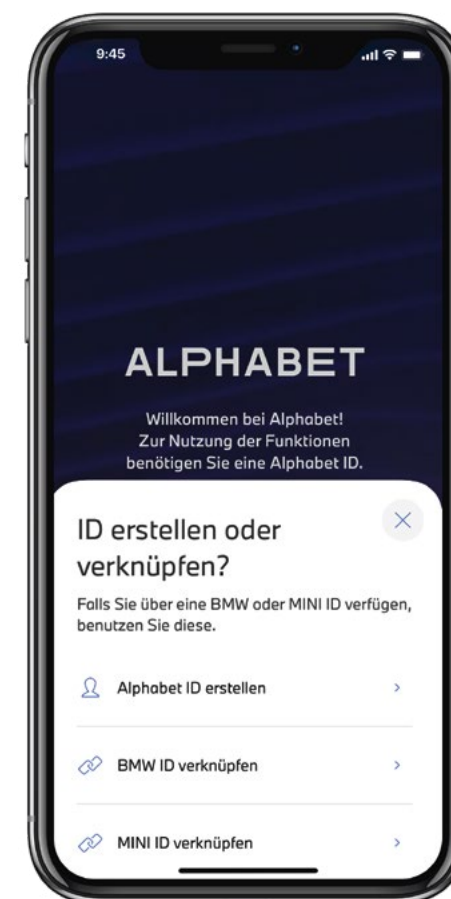 9:45
ALPHABET
Willkommen bei Alphabet!
Zur Nutzung der Funktionen
benötigen Sie eine Alphabet ID.
ID erstellen oder
verknüpfen?
Falls Sie über eine BMW oder MINI ID verfügen,
benutzen Sie diese.
Alphabet ID erstellen
BMW ID verknüpfen
MINI ID verknüpfen